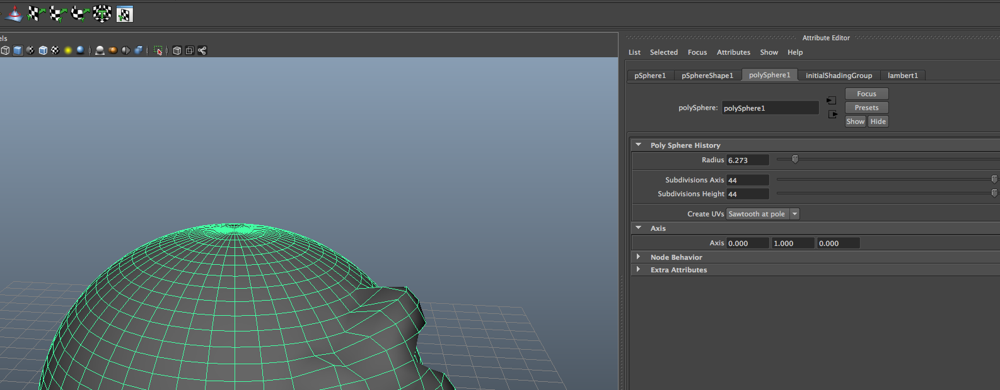 els
Attribute Editor
List Selected Focus Attributes Show Help
pSphere1 pSphereShape1 polySphere1 initialShadingGroup lambert1
Focus
polySphere: polySphere1 Presets
Show Hide
Poly Sphere History
Radius 6.273
Subdivisions Axis 44
Subdivisions Height 44
Create UVs Sawtooth at pole
Axis
Axis 0.000 1.000 0.000
Node Behavior
Extra Attributes